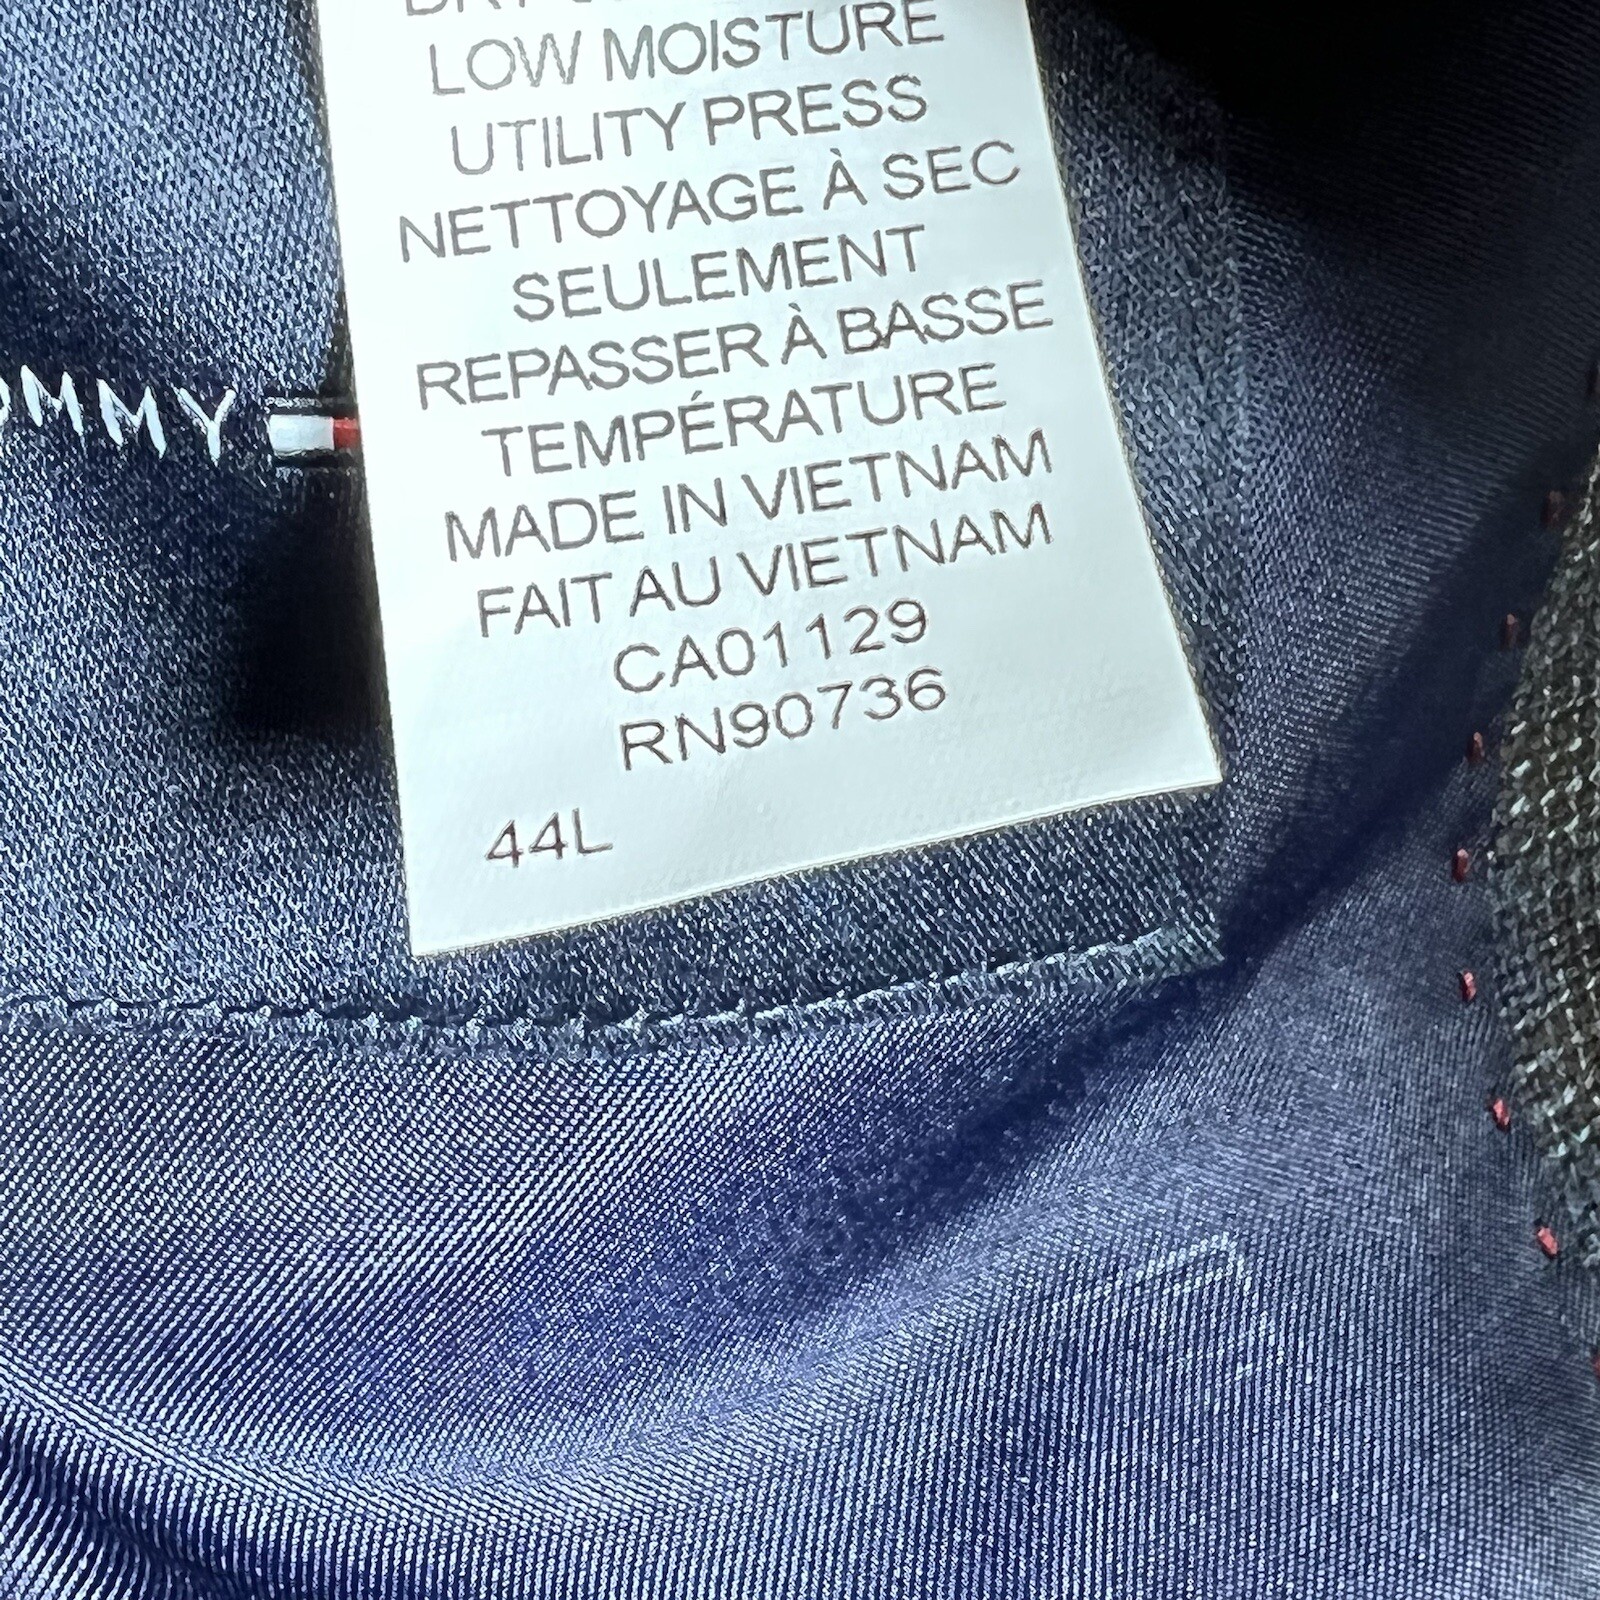 LOW MOISTURE
UTILITY PRESS
NETTOYAGE À SEC
SEULEMENT
REPASSER À BASSE
TEMPÉRATURE
MADE IN VIETNAM
FAIT AU VIETNAM
CA01129
RN90736
44L
OMMY